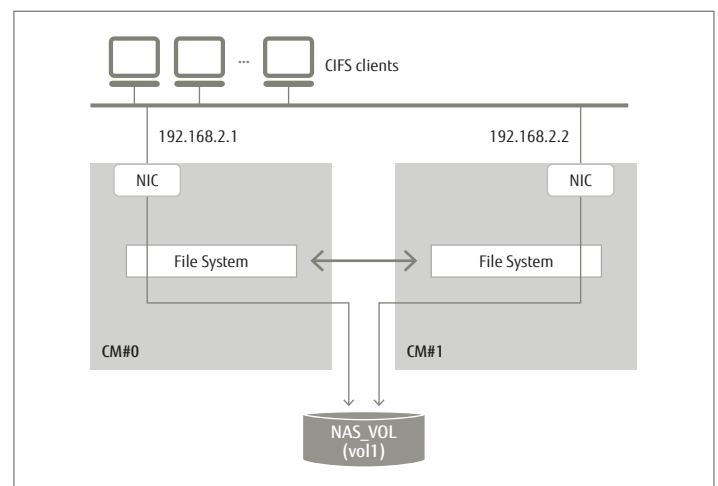 ...
CIFS clients
192.168.2.1
192.168.2.2
NIC
NIC
File System
File System
CM#0
CM#1
NAS_VOL
(vol1)